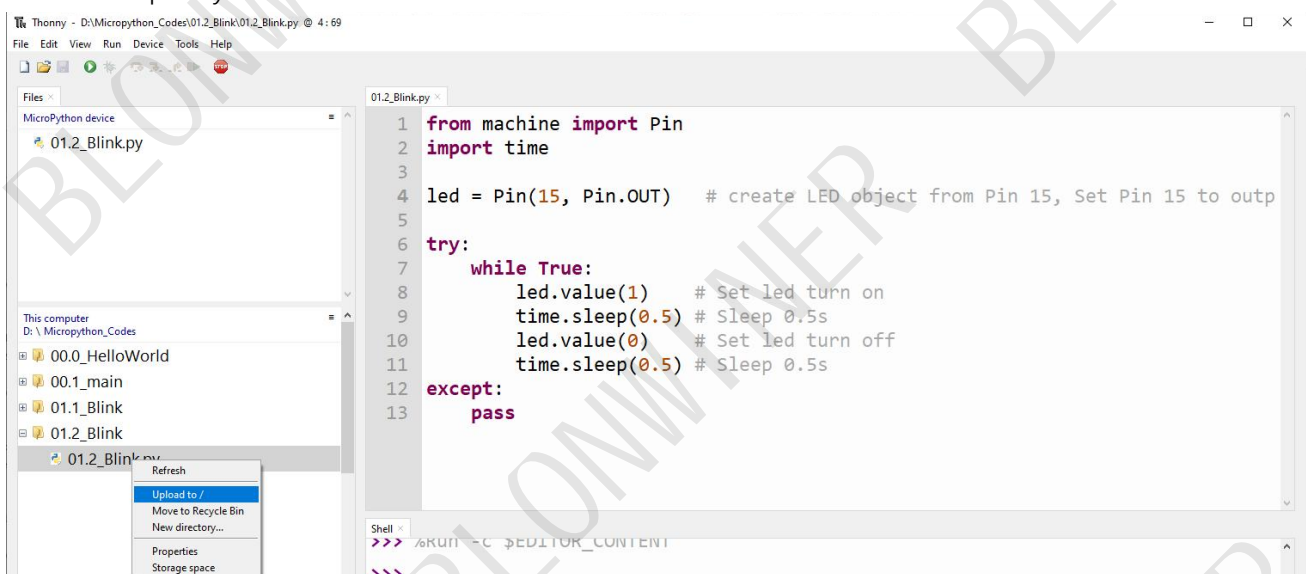 Thonny - D:\Micropython_Codes\01.2_Blink\01.2_Blink.py @ 4 : 69
File Edit View Run Device Tools Help
STOP
Files ×
MicroPython device
01.2_Blink.py
This computer
D: \ Micropython_Codes
00.0_HelloWorld
00.1_main
01.1_Blink
01.2_Blink
01.2_Blink.py
Refresh
Upload to /
Move to Recycle Bin
New directory...
Properties
Storage space
01.2_Blink.py ×
1 from machine import Pin
2 import time
3
4 led = Pin(15, Pin.OUT) # create LED object from Pin 15, Set Pin 15 to outp
5
6 try:
7 while True:
8 led.value(1) # Set led turn on
9 time.sleep(0.5) # Sleep 0.5s
10 led.value(0) # Set led turn off
11 time.sleep(0.5) # Sleep 0.5s
12 except:
13 pass
Shell ×
>>> %Run -c $EDITOR_CONTENT
>>>
BLONWINER